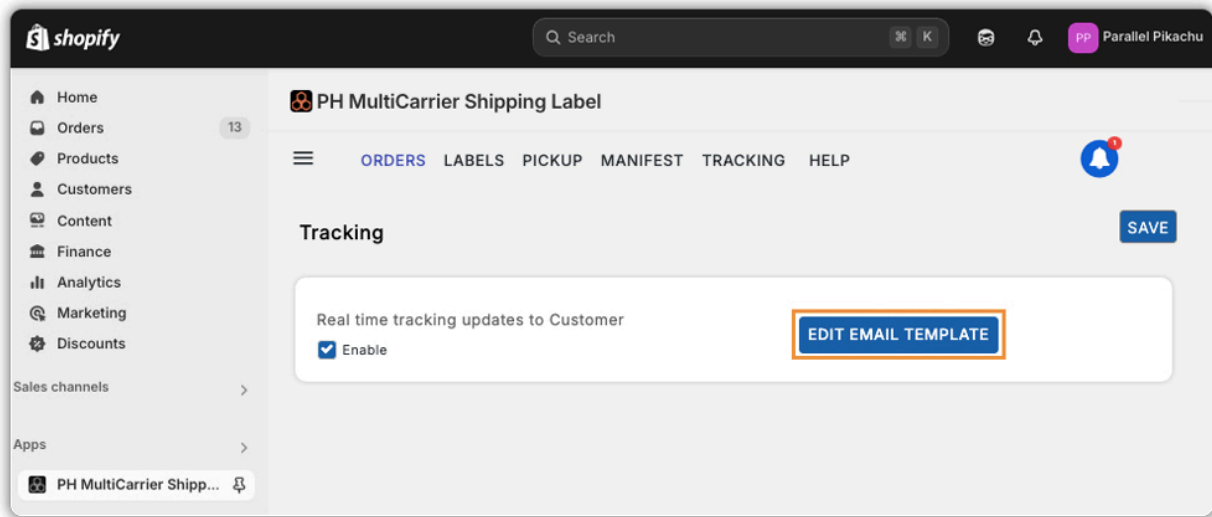 shopify
Search
⌘ K
PP
Parallel Pikachu
Home
Orders 13
Products
Customers
Content
Finance
Analytics
Marketing
Discounts
Sales channels
Apps
PH MultiCarrier Shipp...
PH MultiCarrier Shipping Label
ORDERS LABELS PICKUP MANIFEST TRACKING HELP
1
Tracking
SAVE
Real time tracking updates to Customer
Enable
EDIT EMAIL TEMPLATE